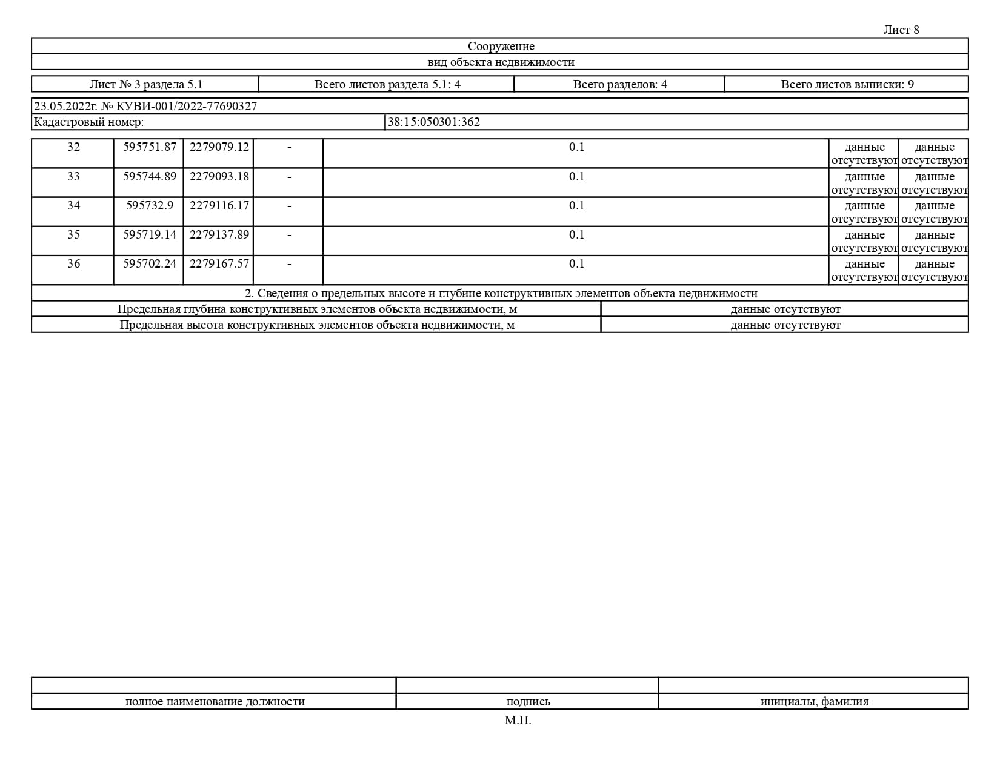 Лист 8
Сооружение
вид объекта недвижимости
Лист № 3 раздела 5.1 Всего листов раздела 5.1: 4 Всего разделов: 4 Всего листов выписки: 9
23.05.2022г. № КУВИ-001/2022-77690327
Кадастровый номер: 38:15:050301:362
32 595751.87 2279079.12 - 0.1 данные данные
отсутствуют отсутствуют
33 595744.89 2279093.18 - 0.1 данные данные
отсутствуют отсутствуют
34 595732.9 2279116.17 - 0.1 данные данные
отсутствуют отсутствуют
35 595719.14 2279137.89 - 0.1 данные данные
отсутствуют отсутствуют
36 595702.24 2279167.57 - 0.1 данные данные
отсутствуют отсутствуют
2. Сведения о предельных высоте и глубине конструктивных элементов объекта недвижимости
Предельная глубина конструктивных элементов объекта недвижимости, м данные отсутствуют
Предельная высота конструктивных элементов объекта недвижимости, м данные отсутствуют
полное наименование должности подпись инициалы, фамилия
М.П.